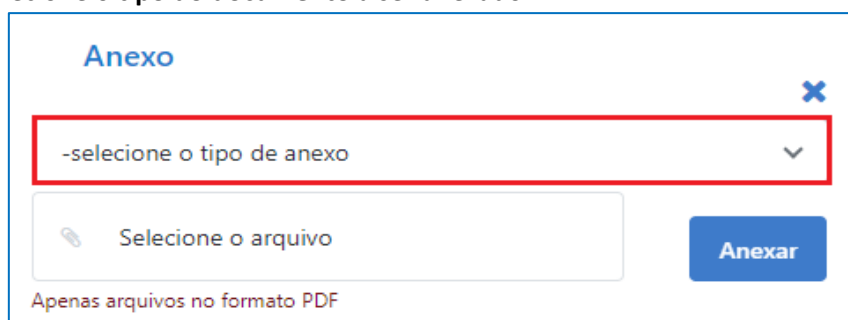 Anexo
-selecione o tipo de anexo
Selecione o arquivo
Anexar
Apenas arquivos no formato PDF